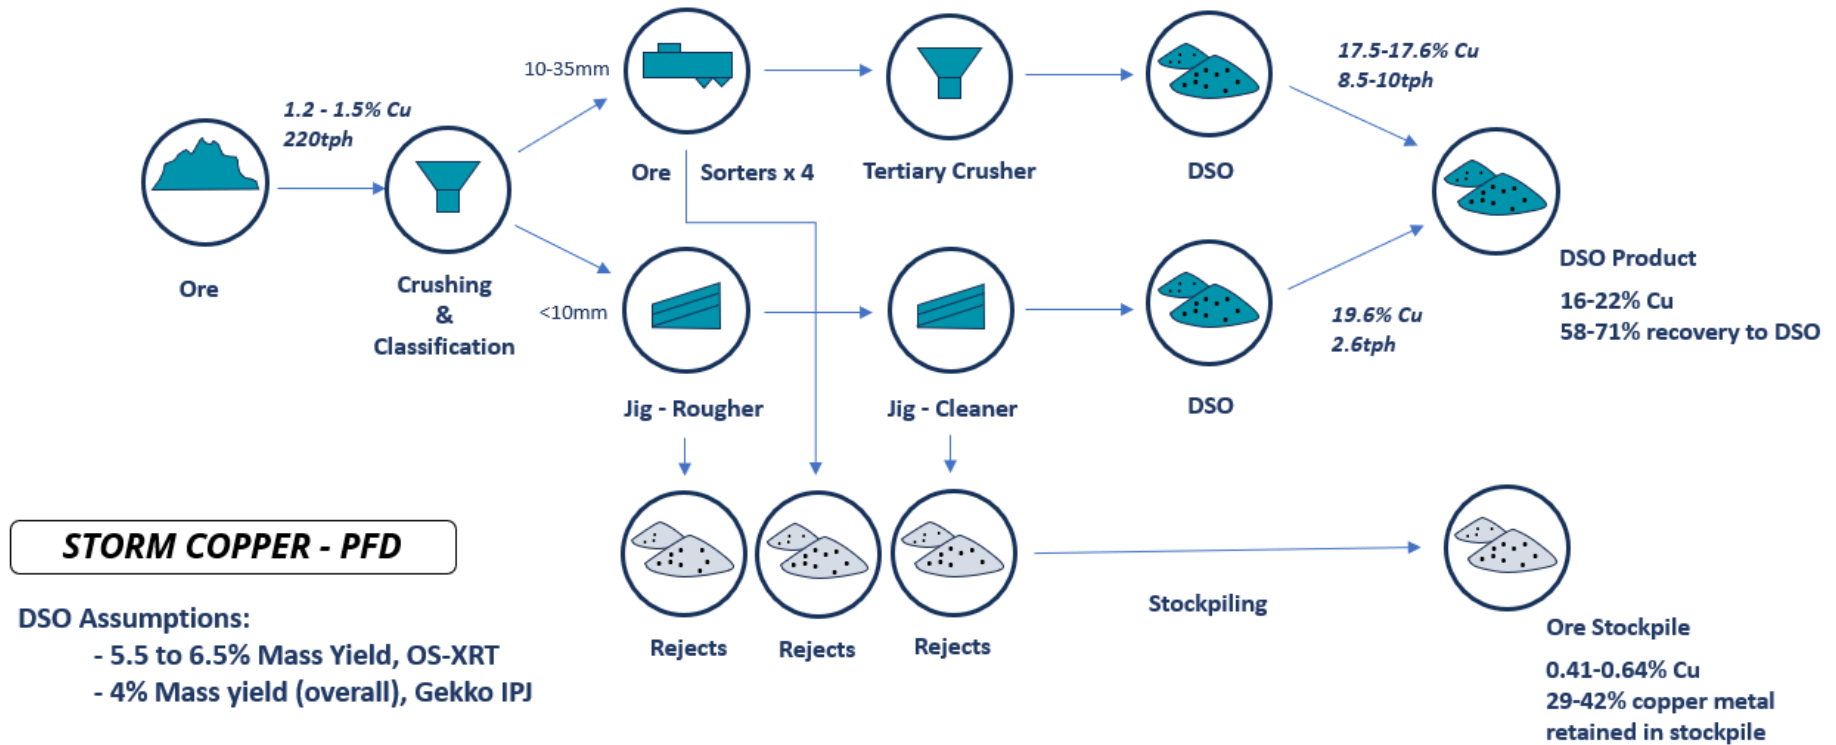 10-35mm
17.5-17.6% Cu
8.5-10tph
1.2 - 1.5% Cu
220tph
Ore Sorters x 4
Tertiary Crusher
DSO
Ore
Crushing
&
Classification
<10mm
DSO Product
16-22% Cu
58-71% recovery to DSO
19.6% Cu
2.6tph
Jig - Rougher
Jig - Cleaner
DSO
STORM COPPER - PFD
DSO Assumptions:
- 5.5 to 6.5% Mass Yield, OS-XRT
- 4% Mass yield (overall), Gekko IPJ
Rejects
Rejects
Rejects
Stockpiling
Ore Stockpile
0.41-0.64% Cu
29-42% copper metal
retained in stockpile